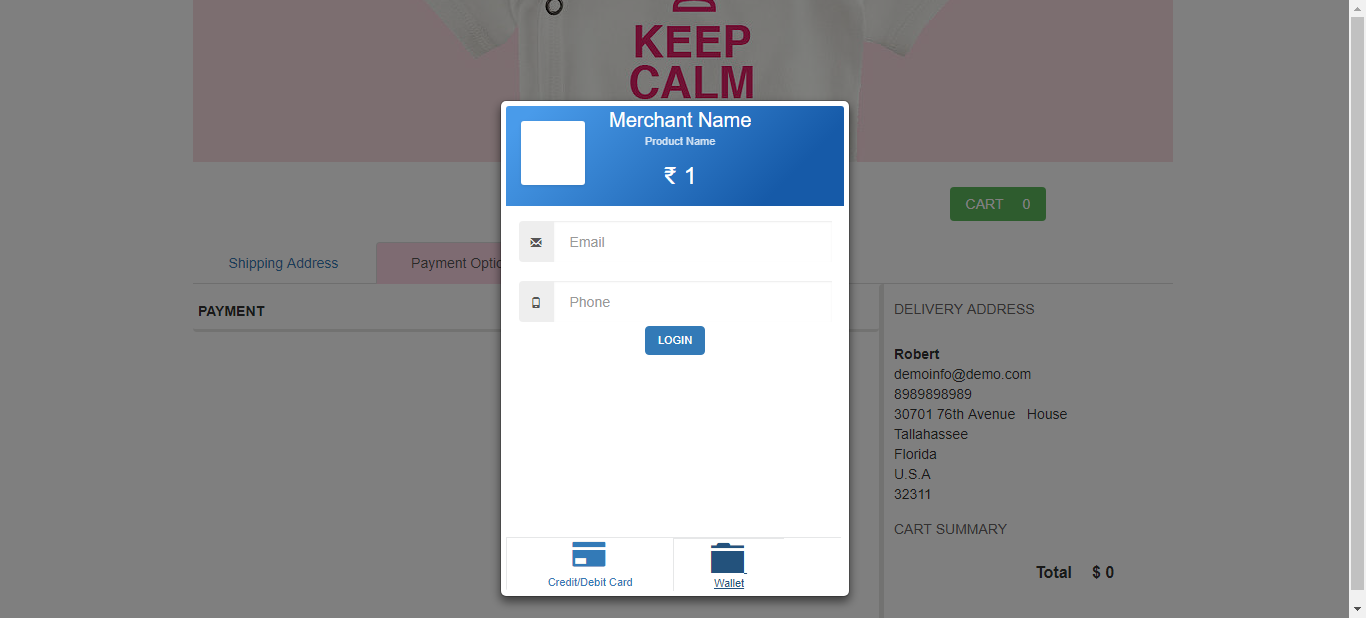 KEEP
CALM
Merchant Name
Product Name
₹ 1
CART 0
Email
Shipping Address
Payment Optio
Phone
PAYMENT
LOGIN
DELIVERY ADDRESS
Robert
demoinfo@demo.com
8989898989
30701 76th Avenue House
Tallahassee
Florida
U.S.A
32311
CART SUMMARY
Total $ 0
Credit/Debit Card
Wallet